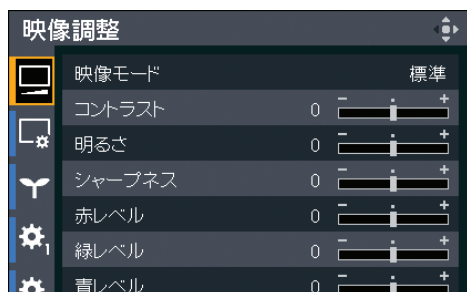 映像調整
映像モード 標準
コントラスト 0 − +
明るさ 0 − +
シャープネス 0 − +
赤レベル 0 − +
1
緑レベル 0 − +
青レベル 0 − +